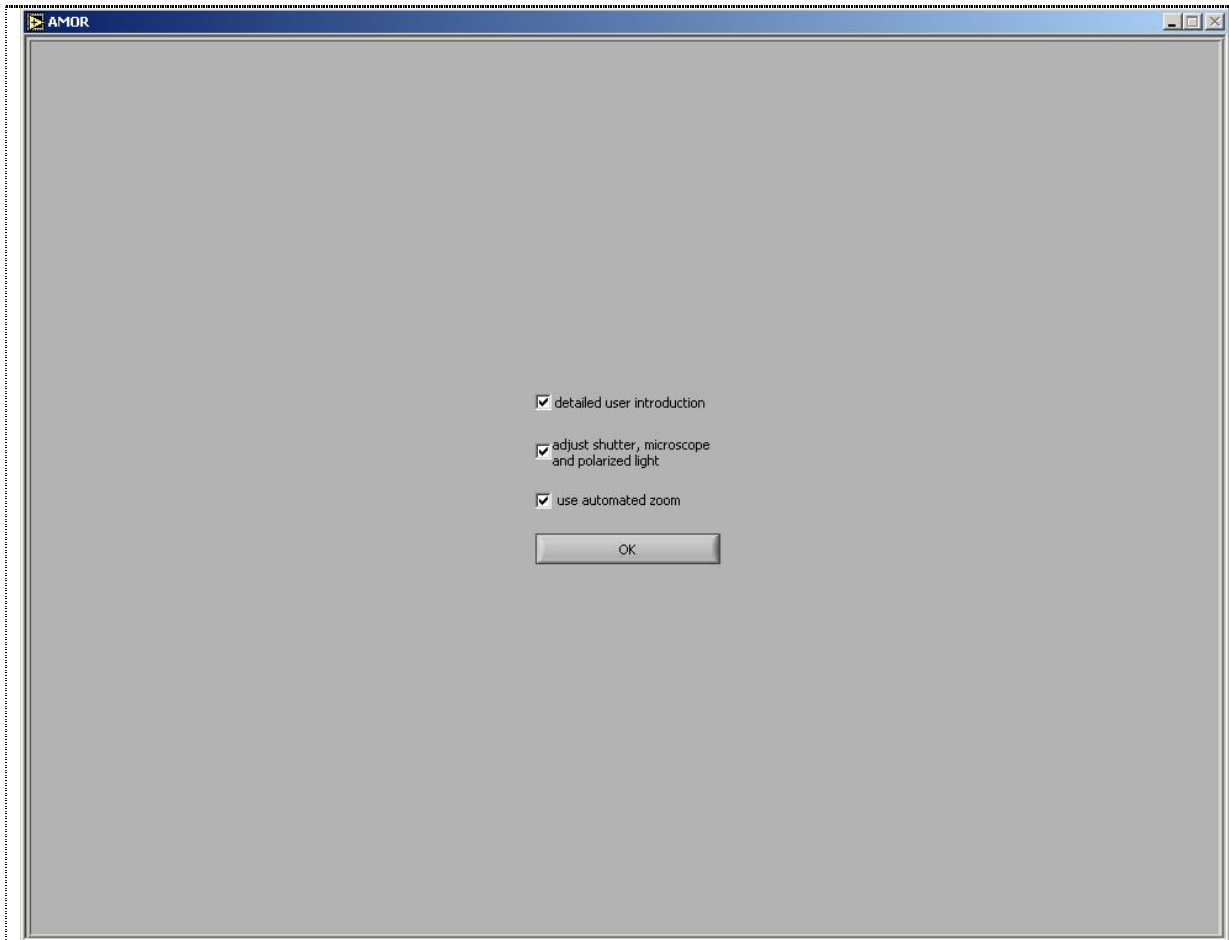 AMOR
detailed user introduction
adjust shutter, microscope
and polarized light
use automated zoom
OK